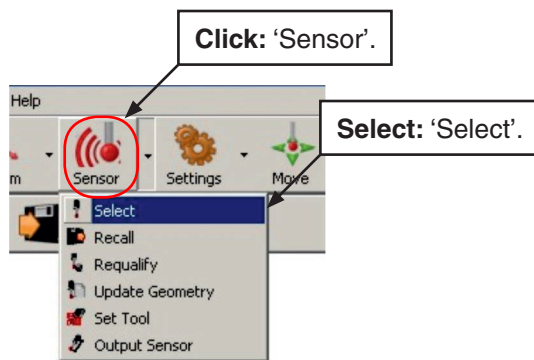 Click: ‘Sensor’.
Help
Select: ‘Select’.
m
Sensor
Settings
Move
Select
Recall
Requalify
Update Geometry
Set Tool
Output Sensor